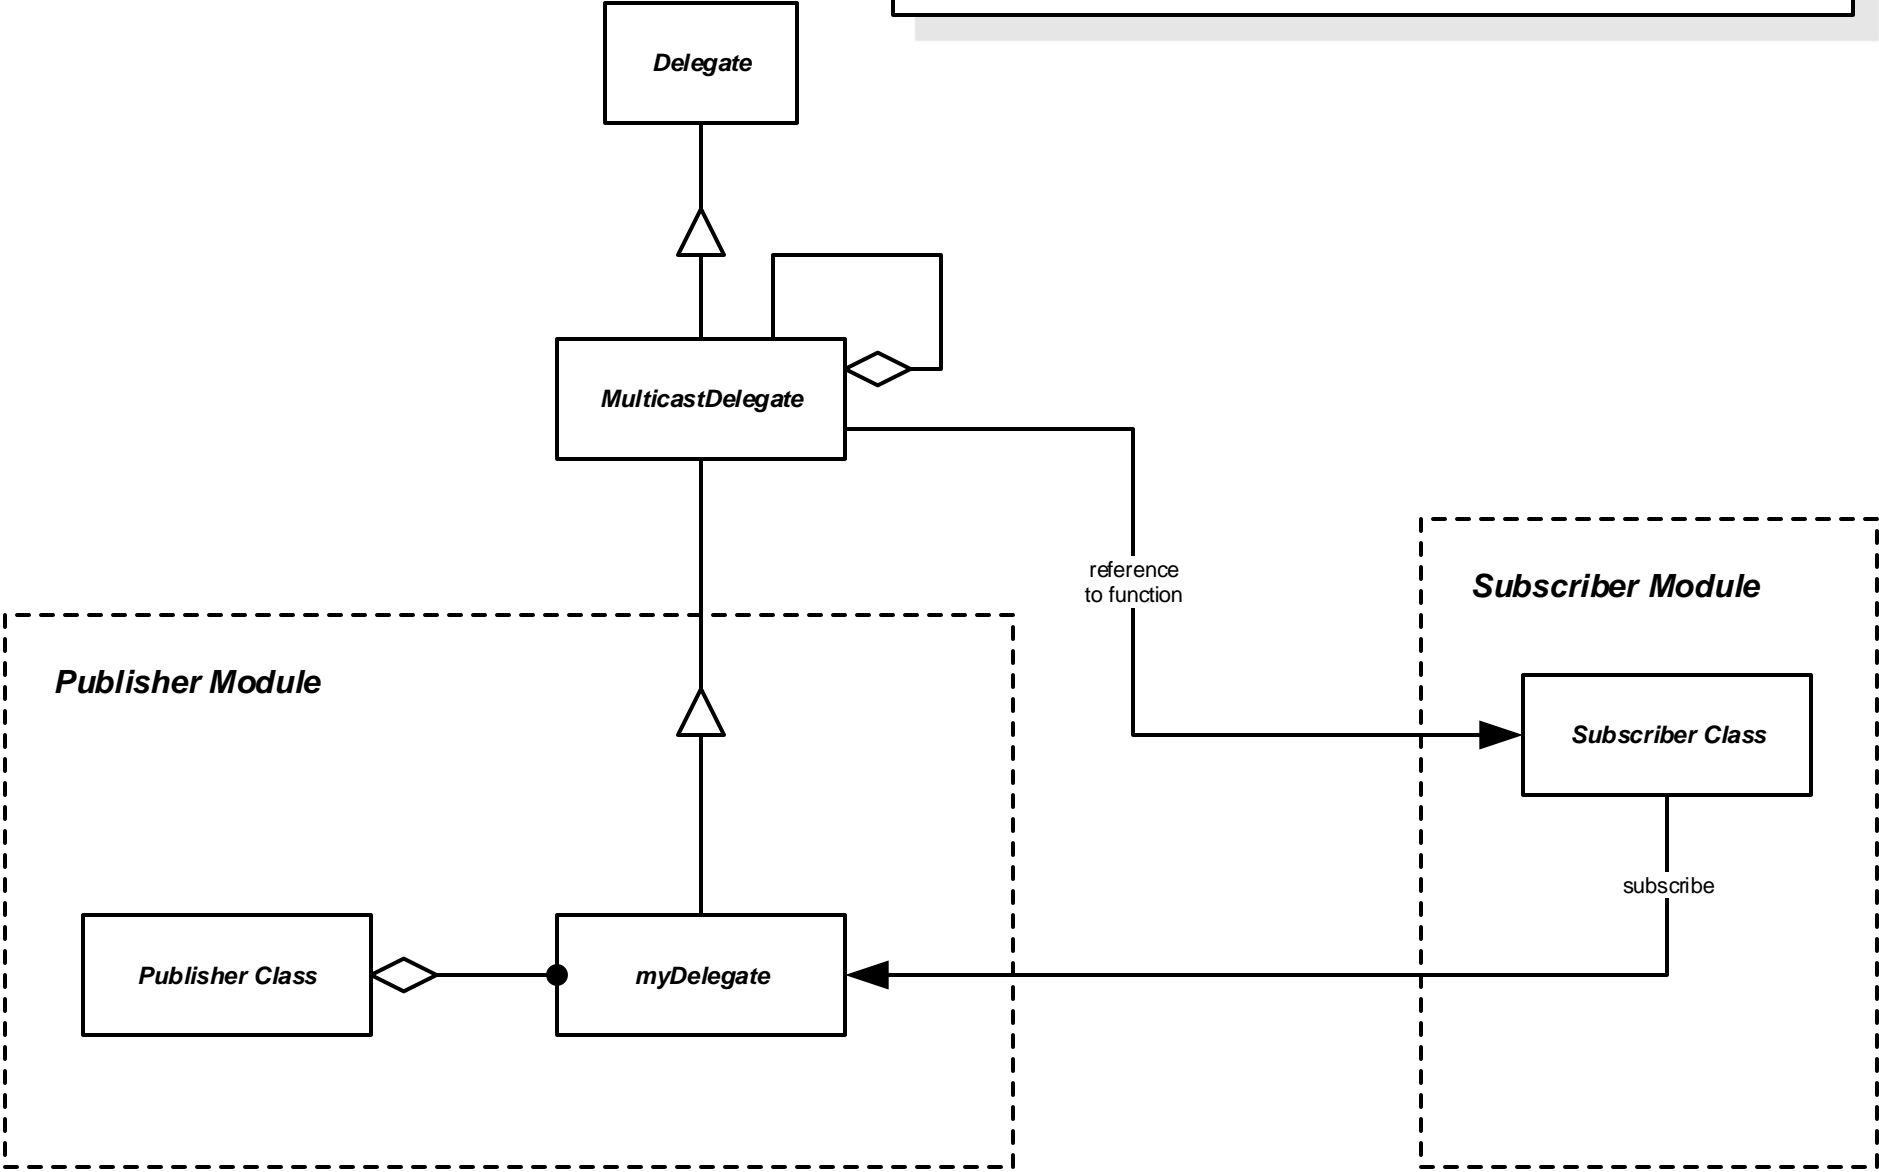 Delegate
MulticastDelegate
reference
to function
Subscriber Module
Publisher Module
Subscriber Class
subscribe
Publisher Class
myDelegate